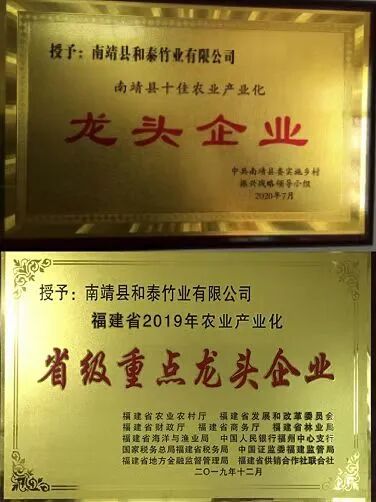 授予：南靖县和泰竹业有限公司
南靖县十佳农业产业化
龙头企业
中共南靖县委实施乡村
振兴战略领导小组
2020年7月
授予：南靖县和泰竹业有限公司
福建省2019年农业产业化
省级重点龙头企业
福建省农业农村厅 福建省发展和改革委员会
福建省财政厅 福建省商务厅 福建省林业局
福建省海洋与渔业局 中国人民银行福州中心支行
国家税务总局福建省税务局 中国证监委福建监管局
福建省地方金融监督管理局 福建省供销合作社联合社
二〇一九年十二月